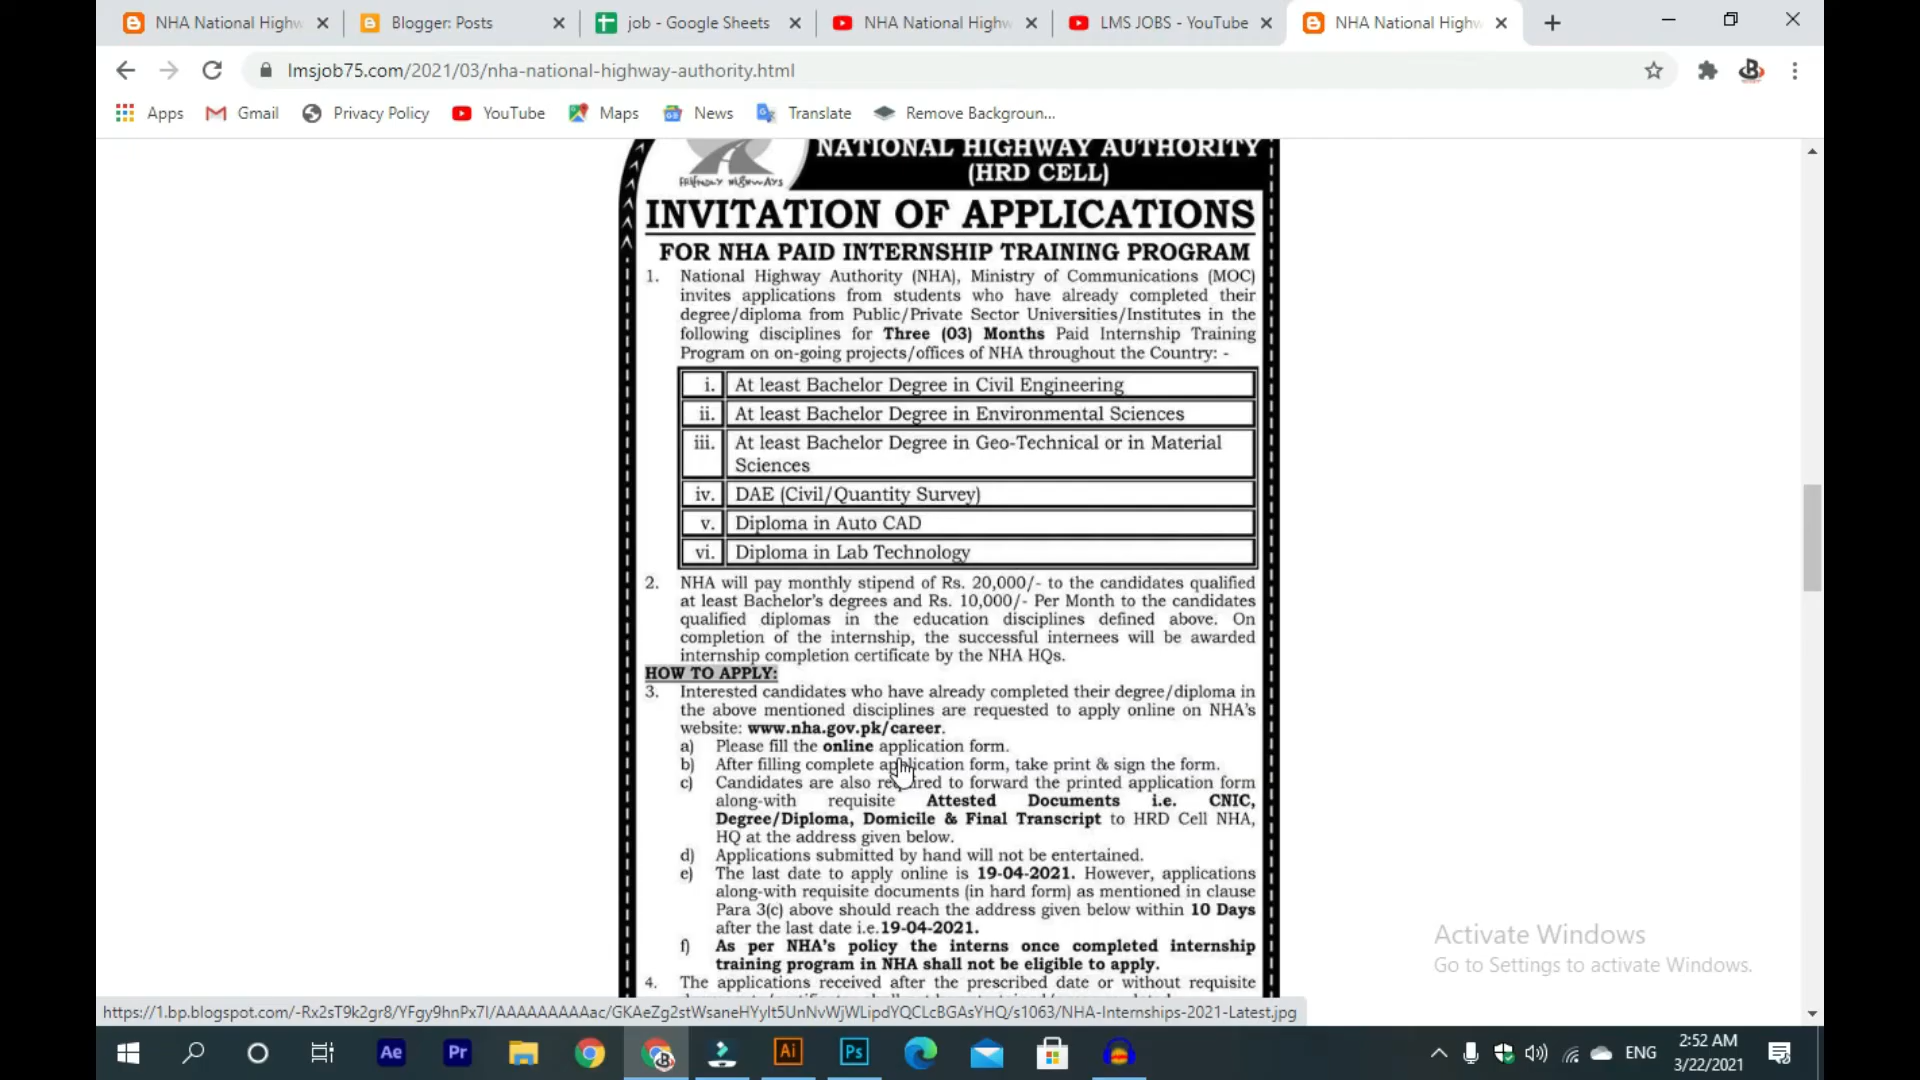 NHA National Highw
Blogger: Posts
job - Google Sheets
NHA National Highw
LMS JOBS - YouTube
NHA National Highw
lmsjob75.com/2021/03/nha-national-highway-authority.html
Apps
Gmail
Privacy Policy
YouTube
Maps
News
Translate
Remove Backgroun...
NATIONAL HIGHWAY AUTHORITY
(HRD CELL)
FRIENDLY HIGHWAYS
INVITATION OF APPLICATIONS
FOR NHA PAID INTERNSHIP TRAINING PROGRAM
1. National Highway Authority (NHA), Ministry of Communications (MOC)
invites applications from students who have already completed their
degree/diploma from Public/Private Sector Universities/Institutes in the
following disciplines for Three (03) Months Paid Internship Training
Program on on-going projects/offices of NHA throughout the Country: -
i. At least Bachelor Degree in Civil Engineering
ii. At least Bachelor Degree in Environmental Sciences
iii. At least Bachelor Degree in Geo-Technical or in Material
Sciences
iv. DAE (Civil/Quantity Survey)
v. Diploma in Auto CAD
vi. Diploma in Lab Technology
2. NHA will pay monthly stipend of Rs. 20,000/- to the candidates qualified
at least Bachelor's degrees and Rs. 10,000/- Per Month to the candidates
qualified diplomas in the education disciplines defined above. On
completion of the internship, the successful internees will be awarded
internship completion certificate by the NHA HQs.
HOW TO APPLY:
3. Interested candidates who have already completed their degree/diploma in
the above mentioned disciplines are requested to apply online on NHA's
website: www.nha.gov.pk/career.
a) Please fill the online application form.
b) After filling complete application form, take print & sign the form.
c) Candidates are also required to forward the printed application form
along-with requisite Attested Documents i.e. CNIC,
Degree/Diploma, Domicile & Final Transcript to HRD Cell NHA,
HQ at the address given below.
d) Applications submitted by hand will not be entertained.
e) The last date to apply online is 19-04-2021. However, applications
along-with requisite documents (in hard form) as mentioned in clause
Para 3(c) above should reach the address given below within 10 Days
after the last date i.e.19-04-2021.
f) As per NHA's policy the interns once completed internship
training program in NHA shall not be eligible to apply.
4. The applications received after the prescribed date or without requisite
Activate Windows
Go to Settings to activate Windows.
https://1.bp.blogspot.com/-Rx2sT9k2gr8/YFgy9hnPx7I/AAAAAAAAAac/GKAeZg2stWsaneHYylt5UnNvWjWLipdYQCLcBGAsYHQ/s1063/NHA-Internships-2021-Latest.jpg
Ae
Pr
Ai
Ps
ENG
2:52 AM
3/22/2021